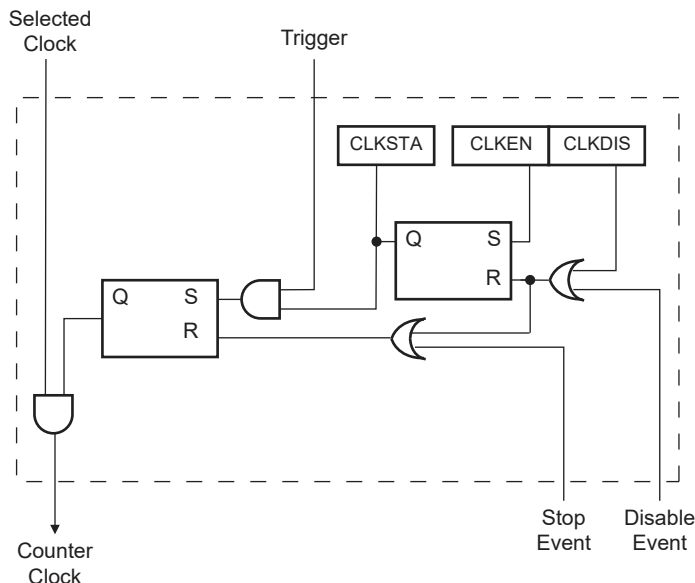 Selected
Clock
Trigger
CLKSTA
CLKEN
CLKDIS
Q
S
R
Q
S
R
Stop
Event
Disable
Event
Counter
Clock